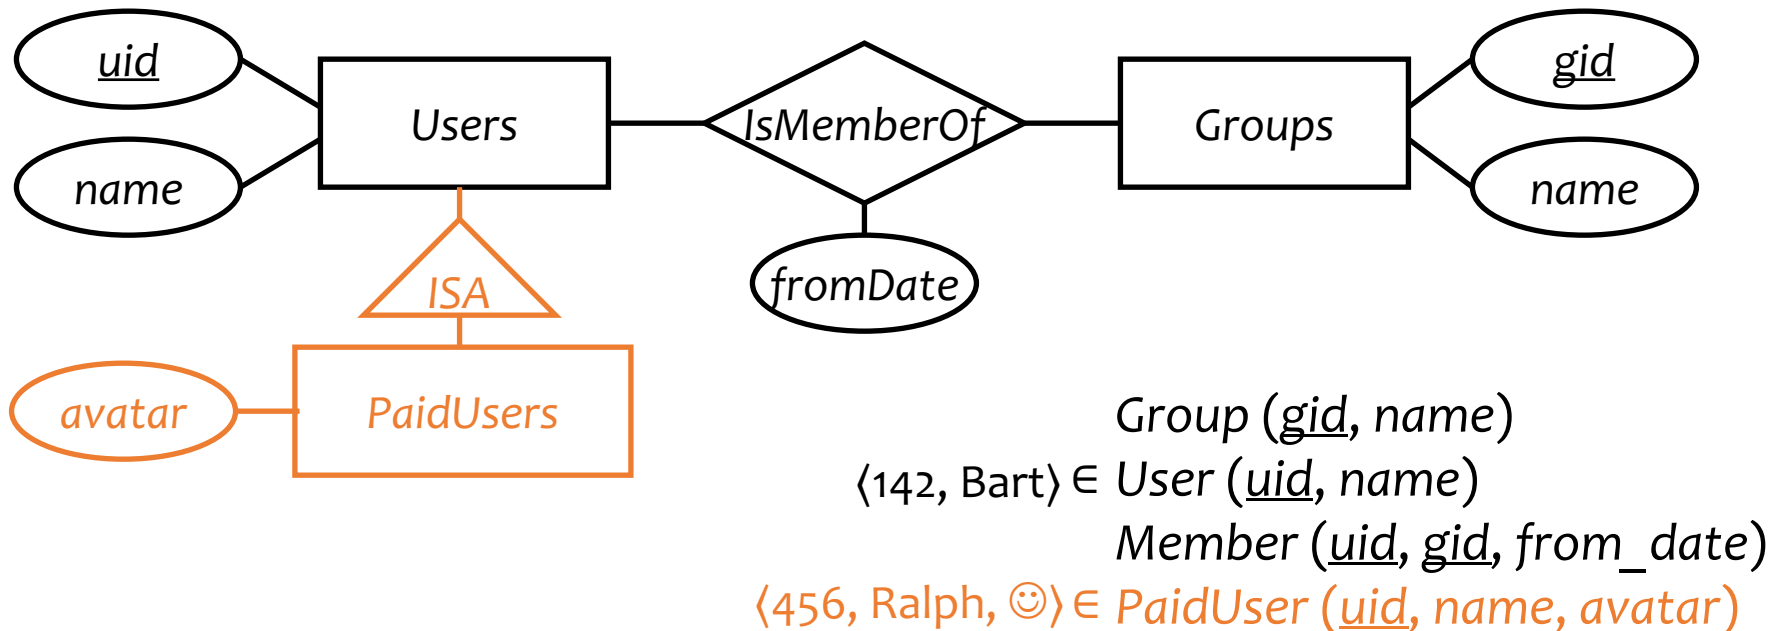 uid
name
Users
IsMemberOf
fromDate
Groups
gid
name
ISA
avatar
PaidUsers
Group (gid, name)
⟨142, Bart⟩ ∈ User (uid, name)
Member (uid, gid, from_date)
⟨456, Ralph, ☺⟩ ∈ PaidUser (uid, name, avatar)